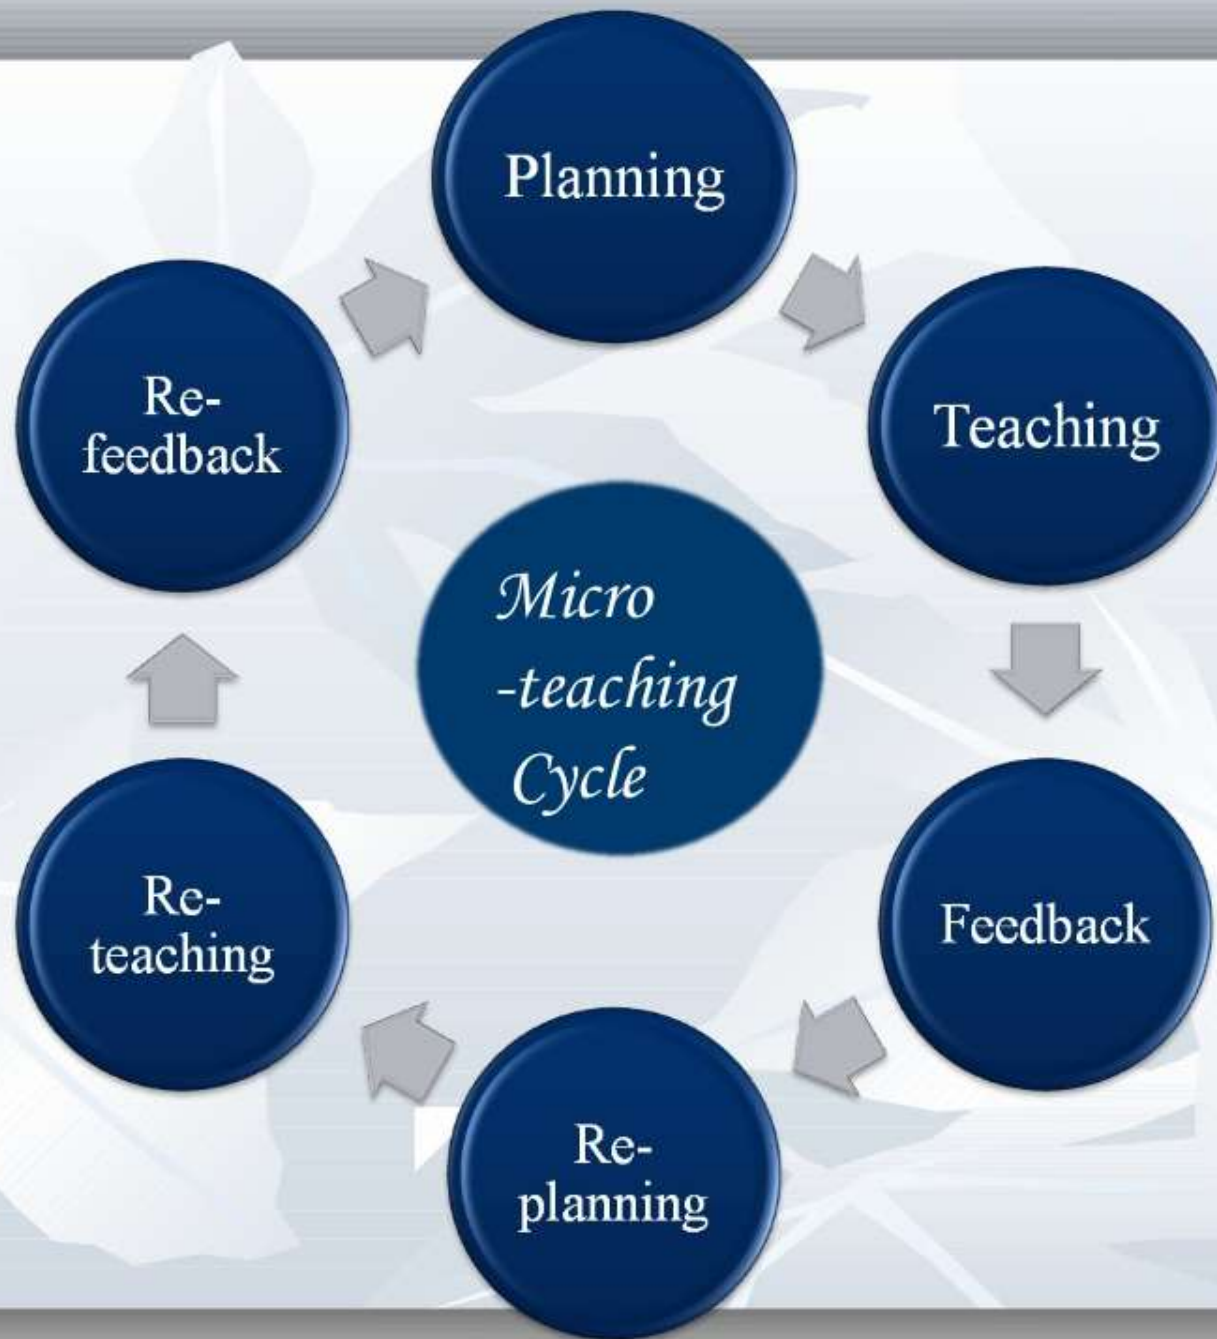 Planning
Teaching
Feedback
Re-
planning
Re-
teaching
Re-
feedback
Micro
-teaching
Cycle